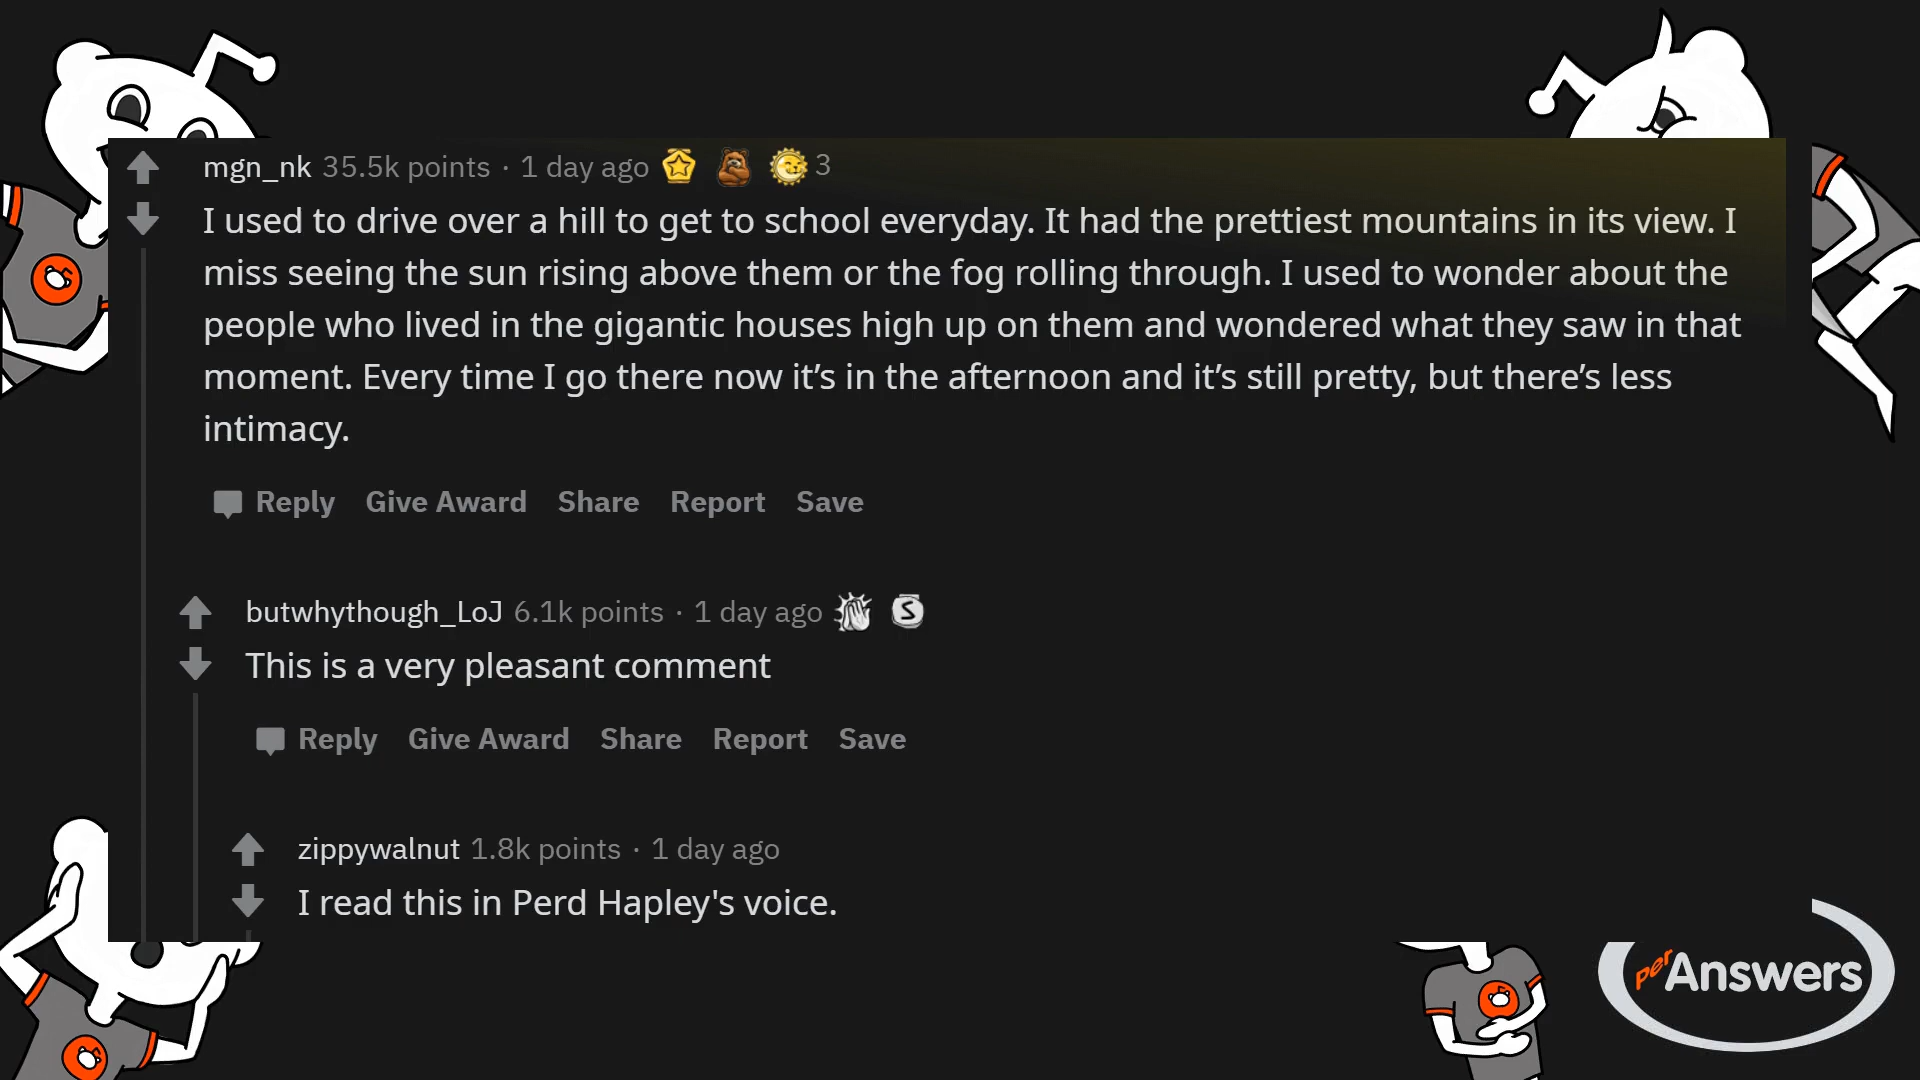 mgn_nk 35.5k points · 1 day ago 3
I used to drive over a hill to get to school everyday. It had the prettiest mountains in its view. I
miss seeing the sun rising above them or the fog rolling through. I used to wonder about the
people who lived in the gigantic houses high up on them and wondered what they saw in that
moment. Every time I go there now it’s in the afternoon and it’s still pretty, but there’s less
intimacy.
Reply Give Award Share Report Save
butwhythough_LoJ 6.1k points · 1 day ago S
This is a very pleasant comment
Reply Give Award Share Report Save
zippywalnut 1.8k points · 1 day ago
I read this in Perd Hapley's voice.
perAnswers